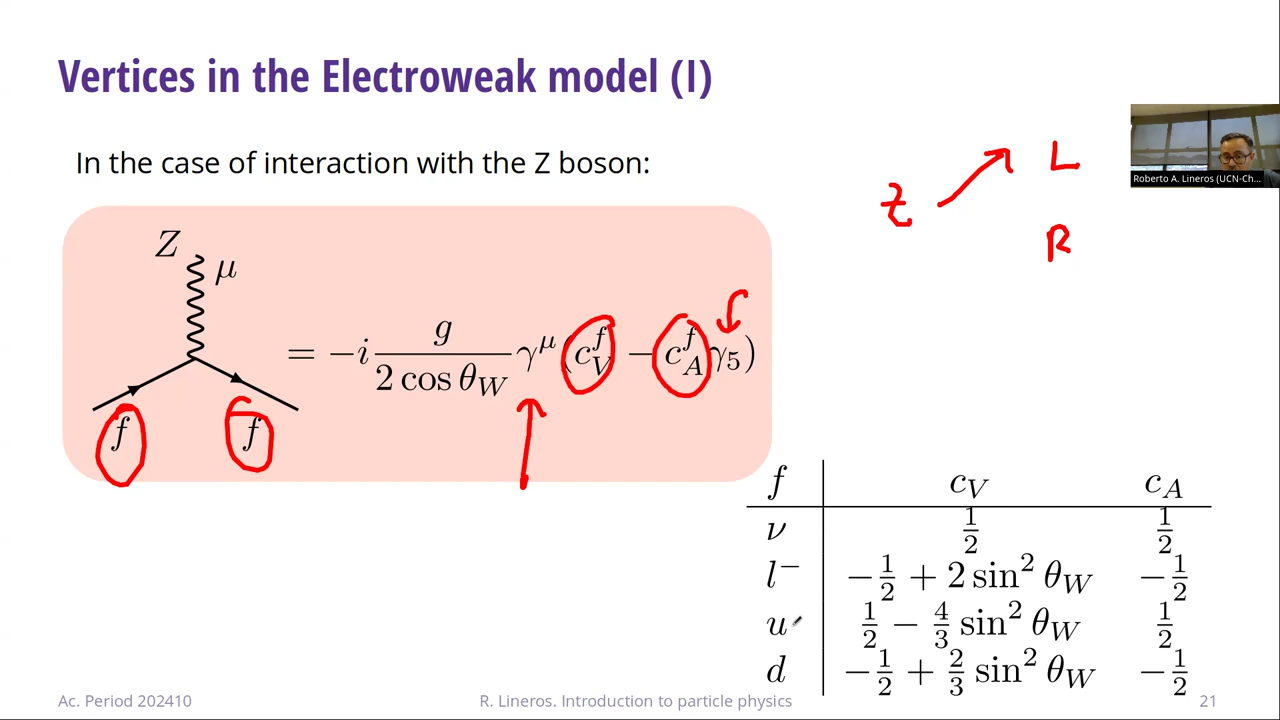 Vertices in the Electroweak model (I)
In the case of interaction with the Z boson:
Z → L
R
Roberto A. Lineros (UCN-Ch...
Z
μ
= −i g / (2 cos θ_W) γ^μ (c_V^f − c_A^f γ_5)
f f
f c_V c_A
ν 1/2 1/2
l⁻ −1/2 + 2 sin² θ_W −1/2
u 1/2 − 4/3 sin² θ_W 1/2
d −1/2 + 2/3 sin² θ_W −1/2
Ac. Period 202410 R. Lineros. Introduction to particle physics 21